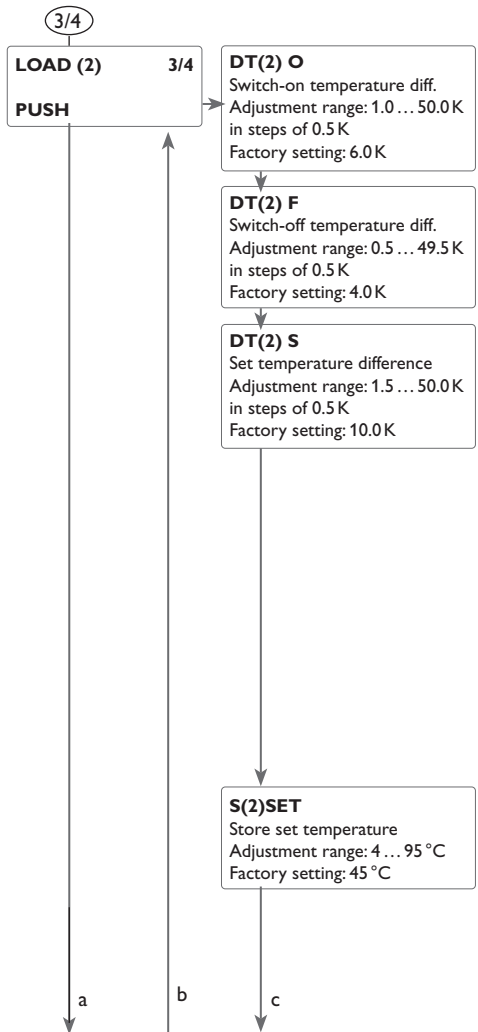 3/4
LOAD (2) 3/4
PUSH
DT(2) O
Switch-on temperature diff.
Adjustment range: 1.0 … 50.0 K
in steps of 0.5 K
Factory setting: 6.0 K
DT(2) F
Switch-off temperature diff.
Adjustment range: 0.5 … 49.5 K
in steps of 0.5 K
Factory setting: 4.0 K
DT(2) S
Set temperature difference
Adjustment range: 1.5 … 50.0 K
in steps of 0.5 K
Factory setting: 10.0 K
S(2)SET
Store set temperature
Adjustment range: 4 … 95 °C
Factory setting: 45 °C
a b c